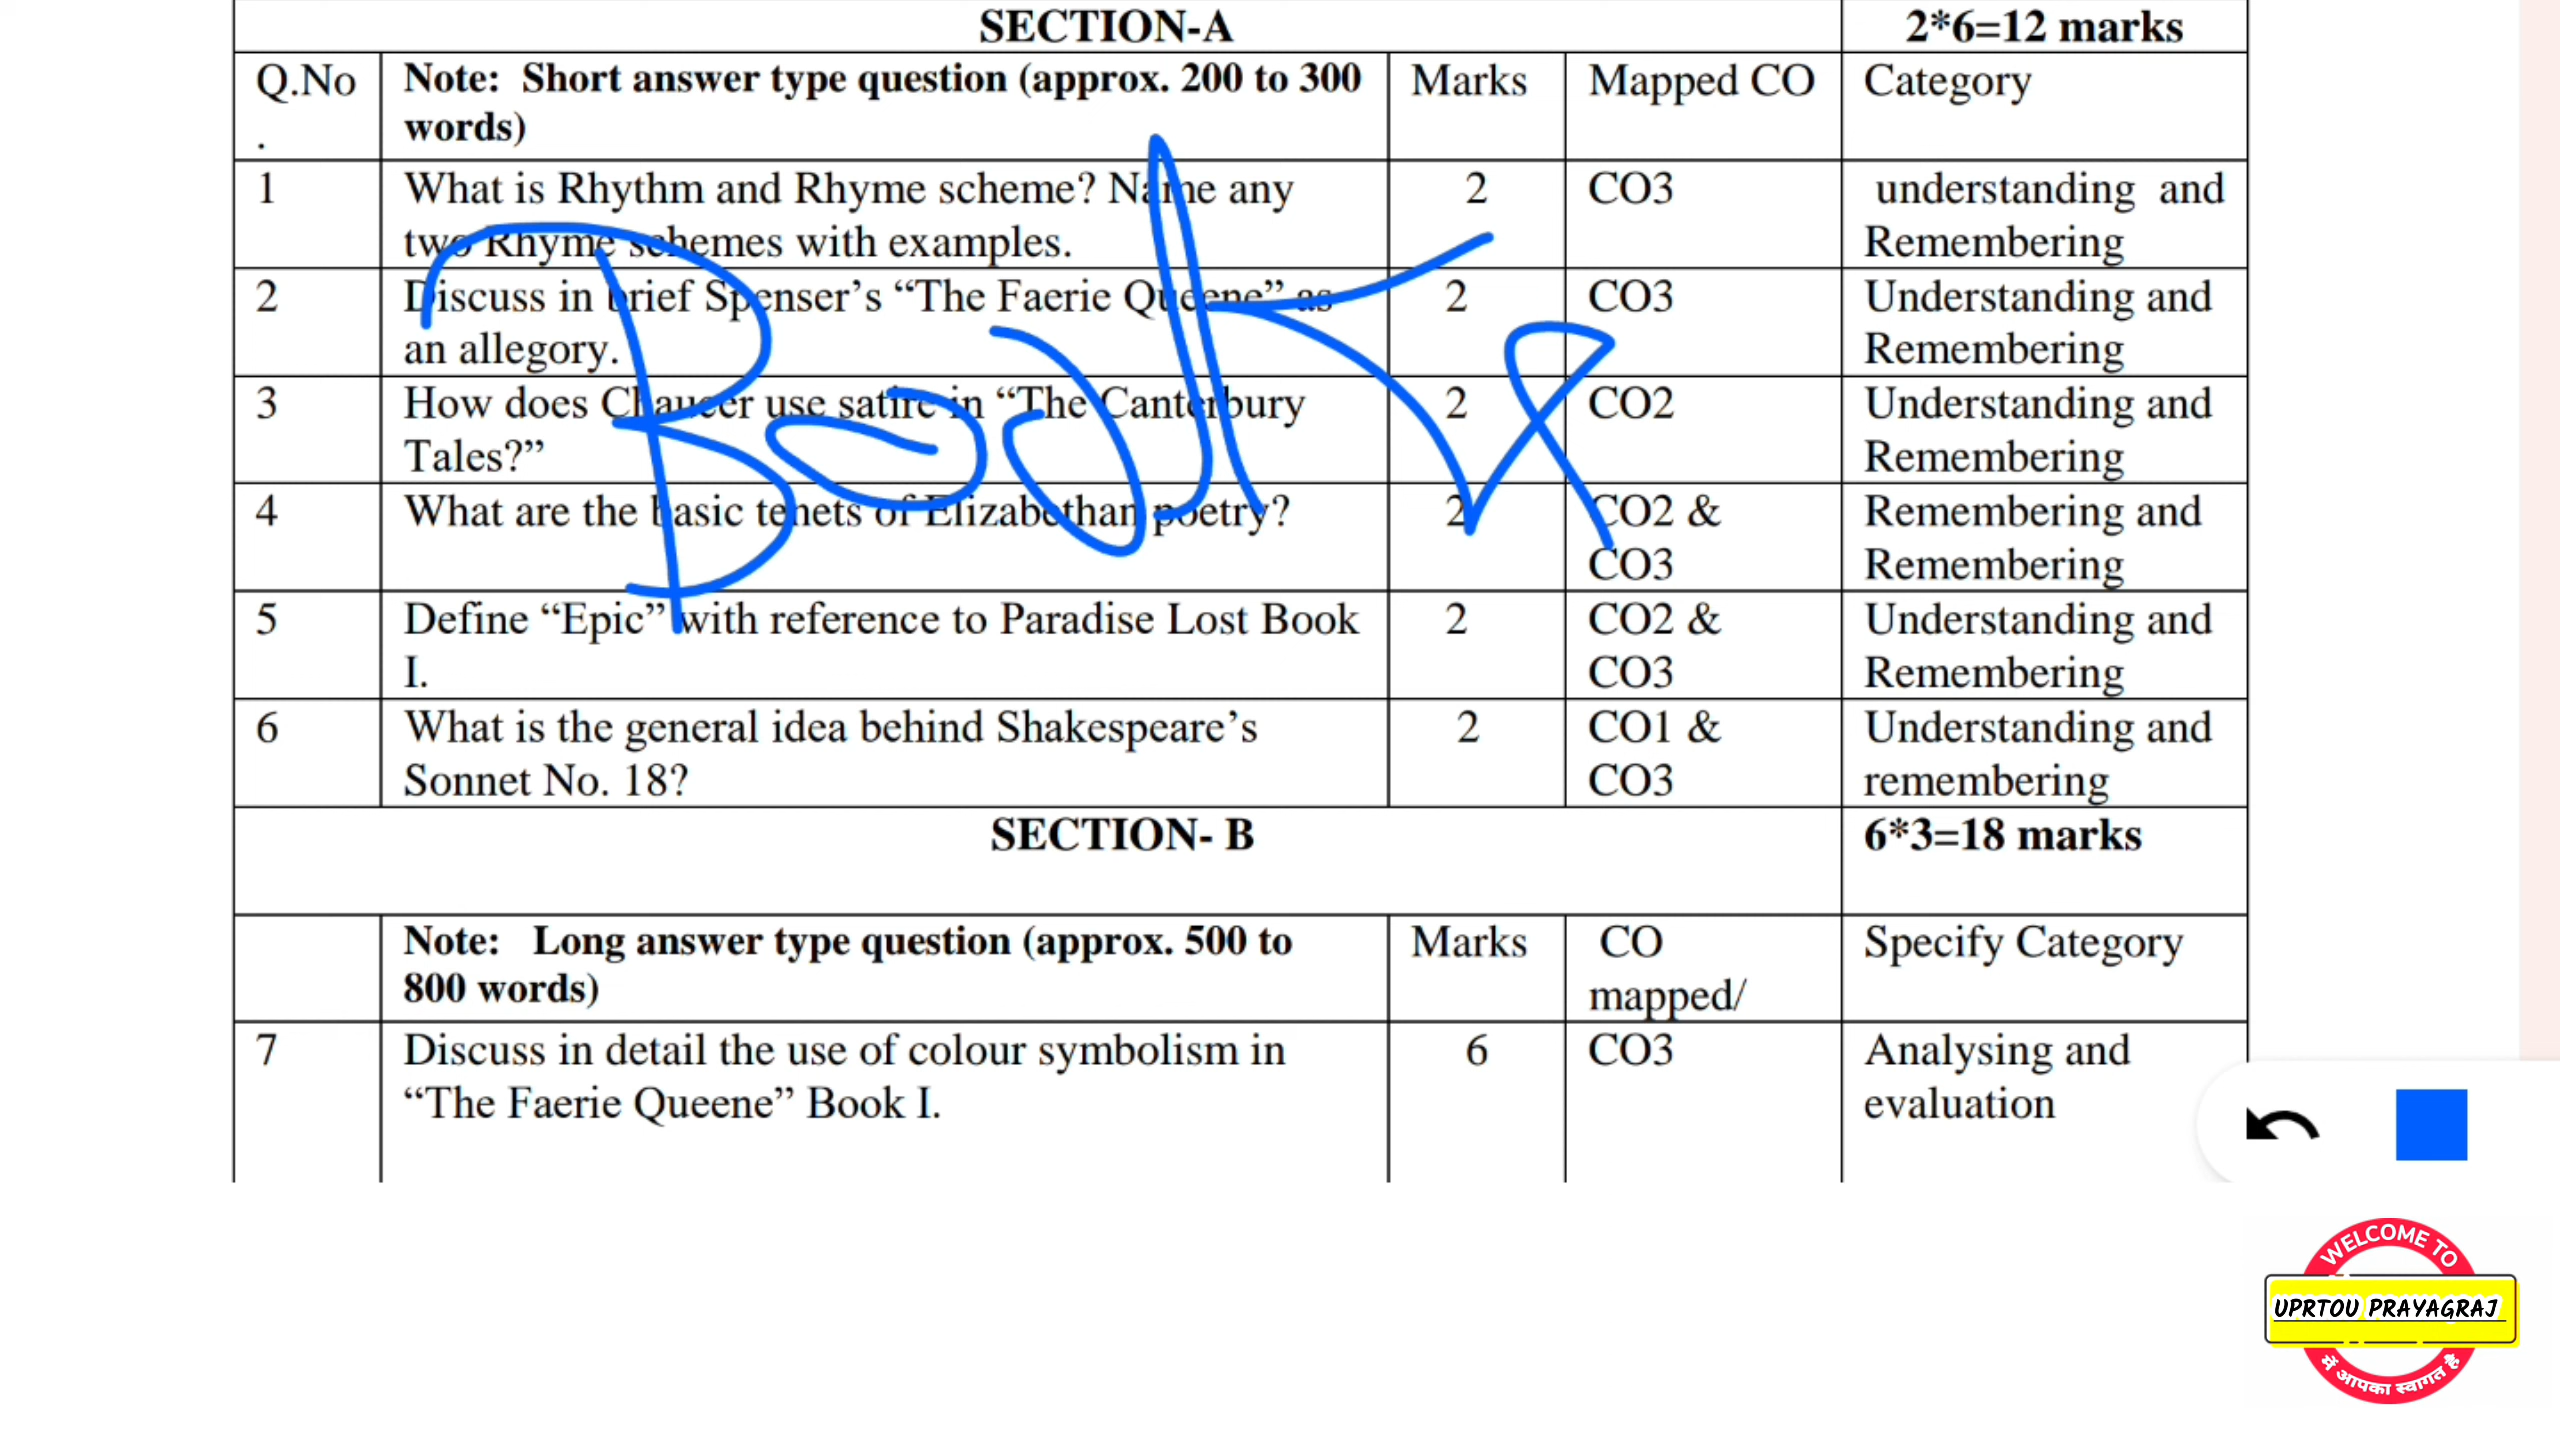 SECTION-A 2*6=12 marks
Q.No Note: Short answer type question (approx. 200 to 300 Marks Mapped CO Category
. words)
1 What is Rhythm and Rhyme scheme? Name any 2 CO3 understanding and
two Rhyme schemes with examples. Remembering
2 Discuss in brief Spenser's “The Faerie Queene” as 2 CO3 Understanding and
an allegory. Remembering
3 How does Chaucer use satire in “The Canterbury 2 CO2 Understanding and
Tales?” Remembering
4 What are the basic tenets of Elizabethan poetry? 2 CO2 & Remembering and
CO3 Remembering
5 Define “Epic” with reference to Paradise Lost Book 2 CO2 & Understanding and
I. CO3 Remembering
6 What is the general idea behind Shakespeare's 2 CO1 & Understanding and
Sonnet No. 18? CO3 remembering
SECTION- B 6*3=18 marks
Note: Long answer type question (approx. 500 to Marks CO Specify Category
800 words) mapped/
7 Discuss in detail the use of colour symbolism in 6 CO3 Analysing and
“The Faerie Queene” Book I. evaluation
WELCOME TO
UPRTOU PRAYAGRAJ
में आपका स्वागत है